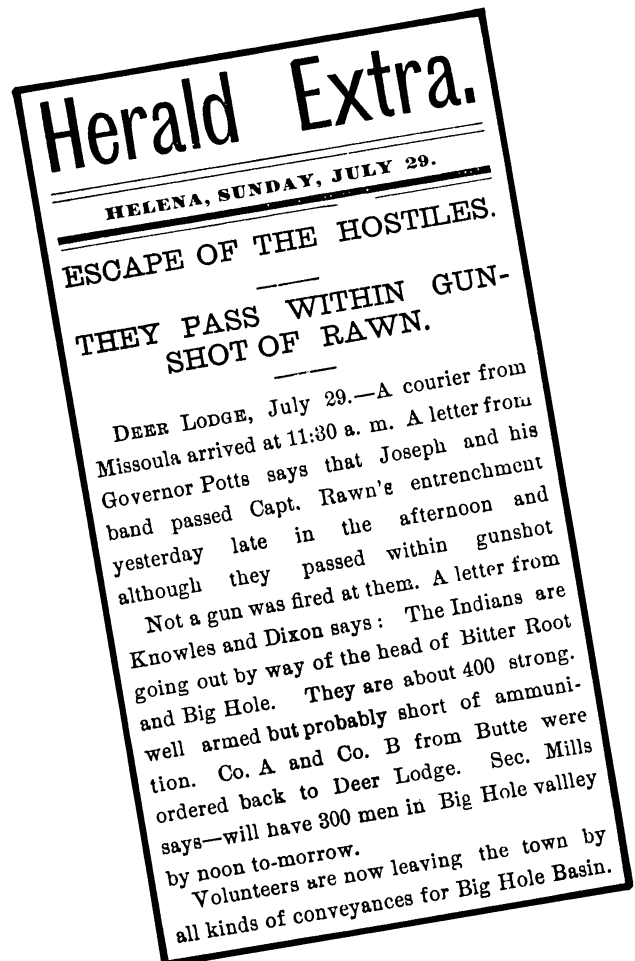 Herald Extra.
HELENA, SUNDAY, JULY 29.
ESCAPE OF THE HOSTILES.
THEY PASS WITHIN GUN-
SHOT OF RAWN.
DEER LODGE, July 29.—A courier from
Missoula arrived at 11:30 a. m. A letter from
Governor Potts says that Joseph and his
band passed Capt. Rawn's entrenchment
yesterday late in the afternoon and
although they passed within gunshot
Not a gun was fired at them. A letter from
Knowles and Dixon says: The Indians are
going out by way of the head of Bitter Root
and Big Hole. They are about 400 strong.
well armed but probably short of ammuni-
tion. Co. A and Co. B from Butte were
ordered back to Deer Lodge. Sec. Mills
says—will have 300 men in Big Hole vallley
by noon to-morrow.
Volunteers are now leaving the town by
all kinds of conveyances for Big Hole Basin.